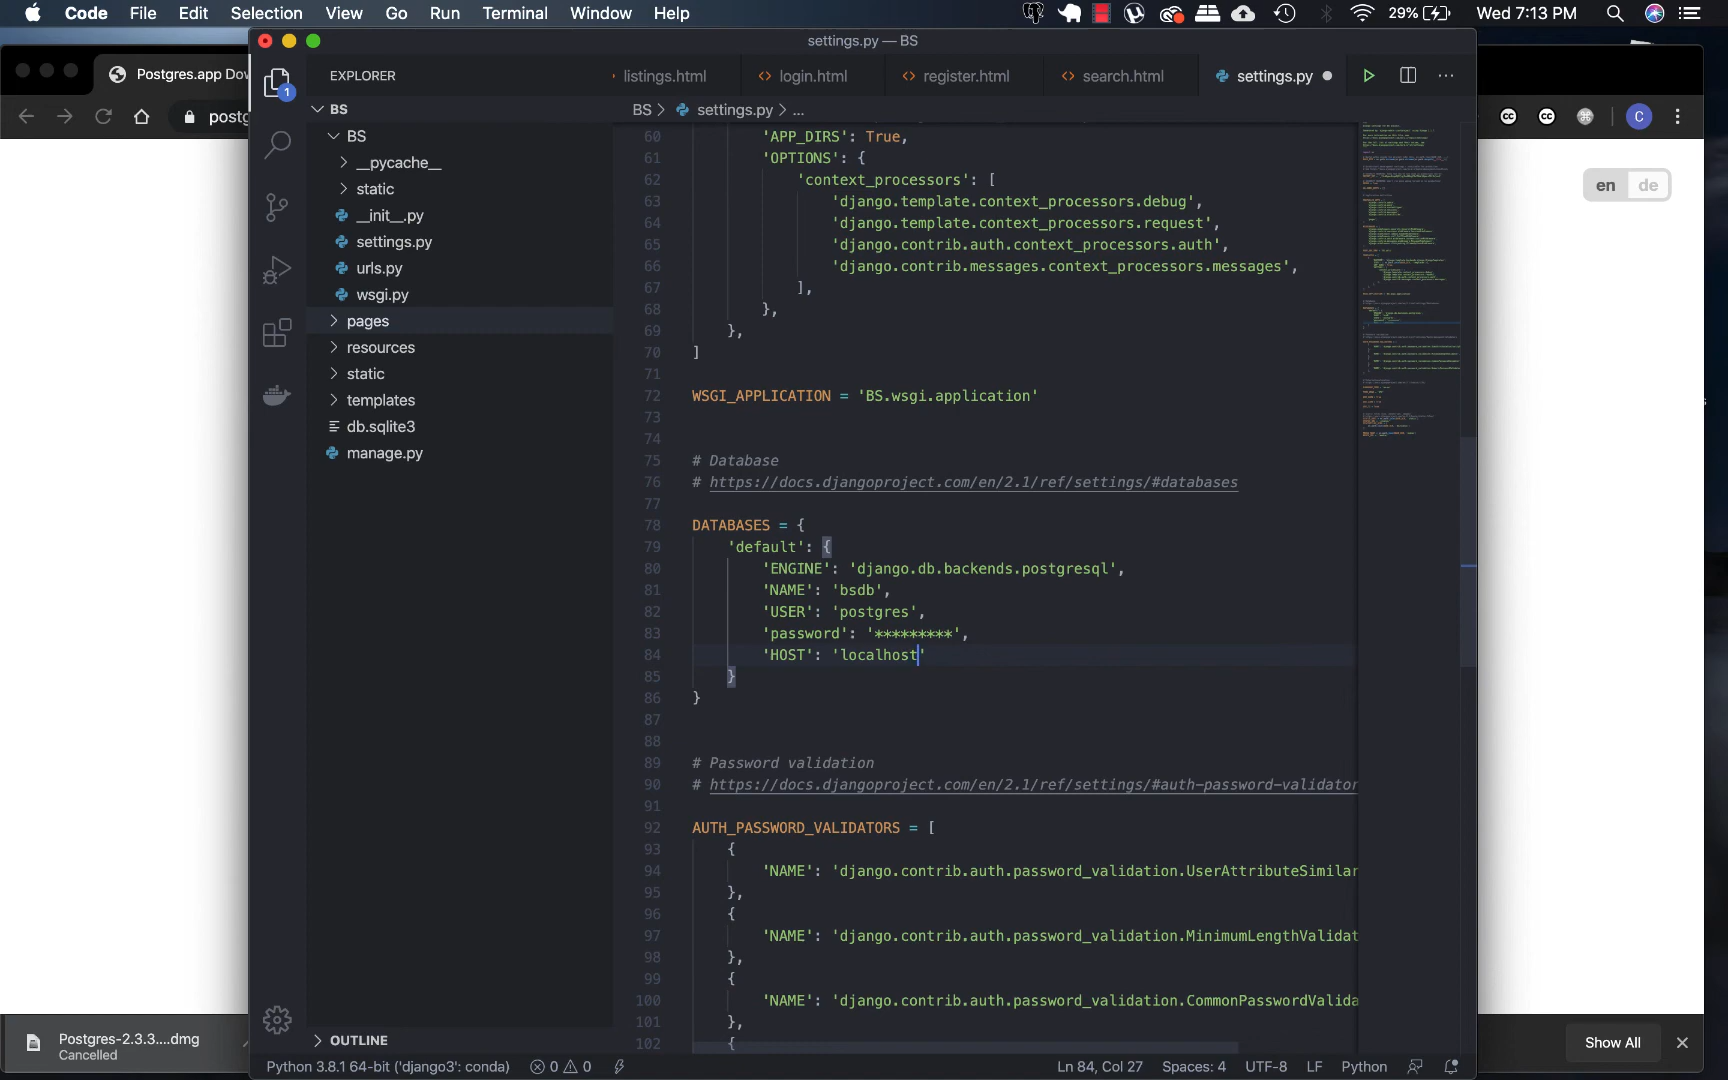 Code File Edit Selection View Go Run Terminal Window Help 29% Wed 7:13 PM
settings.py — BS
Postgres.app Dow
postg
C
en de
EXPLORER
1
BS
BS
__pycache__
static
__init__.py
settings.py
urls.py
wsgi.py
pages
resources
static
templates
db.sqlite3
manage.py
OUTLINE
listings.html login.html register.html search.html settings.py
BS > settings.py > ...
60 'APP_DIRS': True,
61 'OPTIONS': {
62 'context_processors': [
63 'django.template.context_processors.debug',
64 'django.template.context_processors.request',
65 'django.contrib.auth.context_processors.auth',
66 'django.contrib.messages.context_processors.messages',
67 ],
68 },
69 },
70 ]
71
72 WSGI_APPLICATION = 'BS.wsgi.application'
73
74
75 # Database
76 # https://docs.djangoproject.com/en/2.1/ref/settings/#databases
77
78 DATABASES = {
79 'default': {
80 'ENGINE': 'django.db.backends.postgresql',
81 'NAME': 'bsdb',
82 'USER': 'postgres',
83 'password': '*********',
84 'HOST': 'localhost'
85 }
86 }
87
88
89 # Password validation
90 # https://docs.djangoproject.com/en/2.1/ref/settings/#auth-password-validator
91
92 AUTH_PASSWORD_VALIDATORS = [
93 {
94 'NAME': 'django.contrib.auth.password_validation.UserAttributeSimilar
95 },
96 {
97 'NAME': 'django.contrib.auth.password_validation.MinimumLengthValidat
98 },
99 {
100 'NAME': 'django.contrib.auth.password_validation.CommonPasswordValida
101 },
102 {
Postgres-2.3.3....dmg
Cancelled
Show All
Python 3.8.1 64-bit ('django3': conda) 0 0 Ln 84, Col 27 Spaces: 4 UTF-8 LF Python